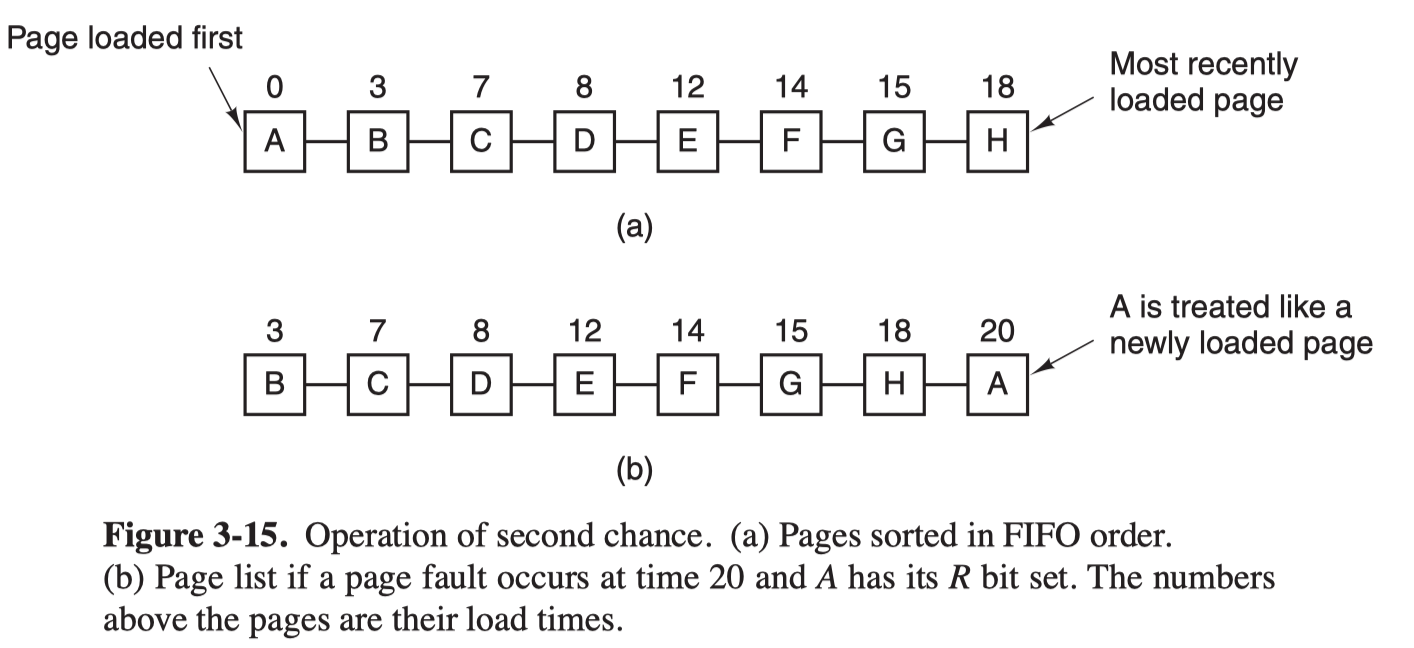 Page loaded first
0 3 7 8 12 14 15 18
Most recently
loaded page
A B C D E F G H
(a)
3 7 8 12 14 15 18 20
A is treated like a
newly loaded page
B C D E F G H A
(b)
Figure 3-15. Operation of second chance. (a) Pages sorted in FIFO order.
(b) Page list if a page fault occurs at time 20 and A has its R bit set. The numbers
above the pages are their load times.